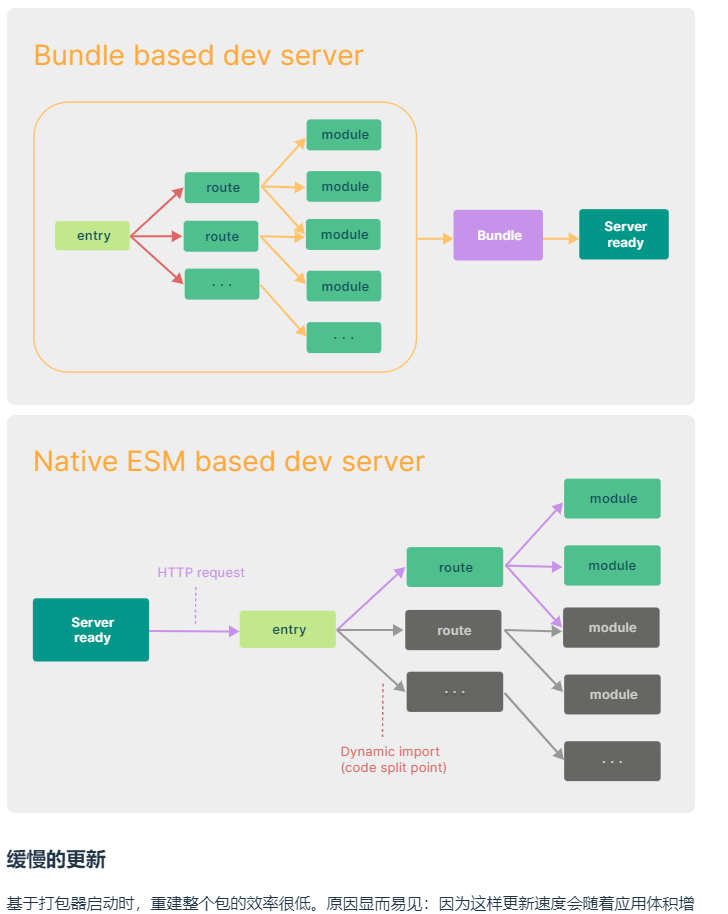 Bundle based dev server
module
route
module
entry
route
module
Bundle
Server
ready
· · ·
module
· · ·
Native ESM based dev server
module
HTTP request
route
module
Server
ready
entry
route
module
· · ·
module
Dynamic import
(code split point)
· · ·
缓慢的更新
基于打包器启动时，重建整个包的效率很低。原因显而易见：因为这样更新速度会随着应用体积增